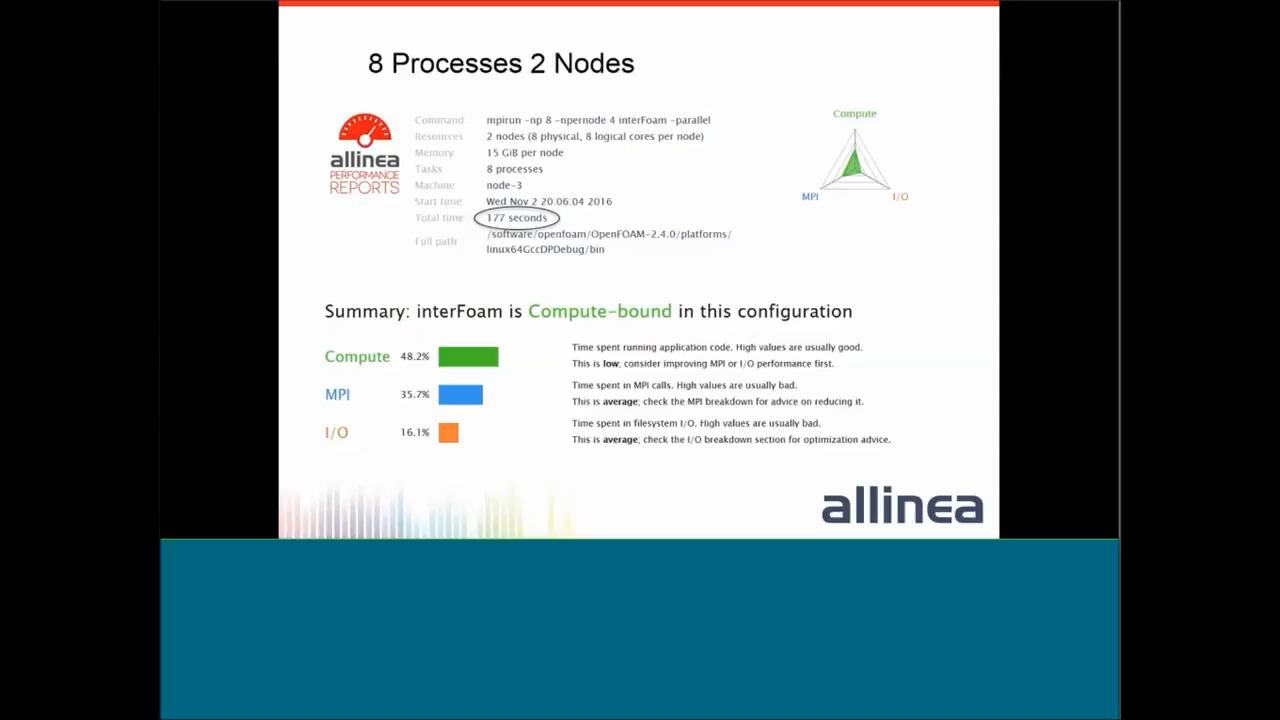 8 Processes 2 Nodes
allinea
PERFORMANCE
REPORTS
Command: mpirun -np 8 -npernode 4 interFoam -parallel
Resources: 2 nodes (8 physical, 8 logical cores per node)
Memory: 15 GiB per node
Tasks: 8 processes
Machine: node-3
Start time: Wed Nov 2 20:06:04 2016
Total time: 177 seconds
Full path: /software/openfoam/OpenFOAM-2.4.0/platforms/
linux64GccDPDebug/bin
Compute
MPI
I/O
Summary: interFoam is Compute-bound in this configuration
Compute 48.2%
Time spent running application code. High values are usually good.
This is low; consider improving MPI or I/O performance first.
MPI 35.7%
Time spent in MPI calls. High values are usually bad.
This is average; check the MPI breakdown for advice on reducing it.
I/O 16.1%
Time spent in filesystem I/O. High values are usually bad.
This is average; check the I/O breakdown section for optimization advice.
allinea